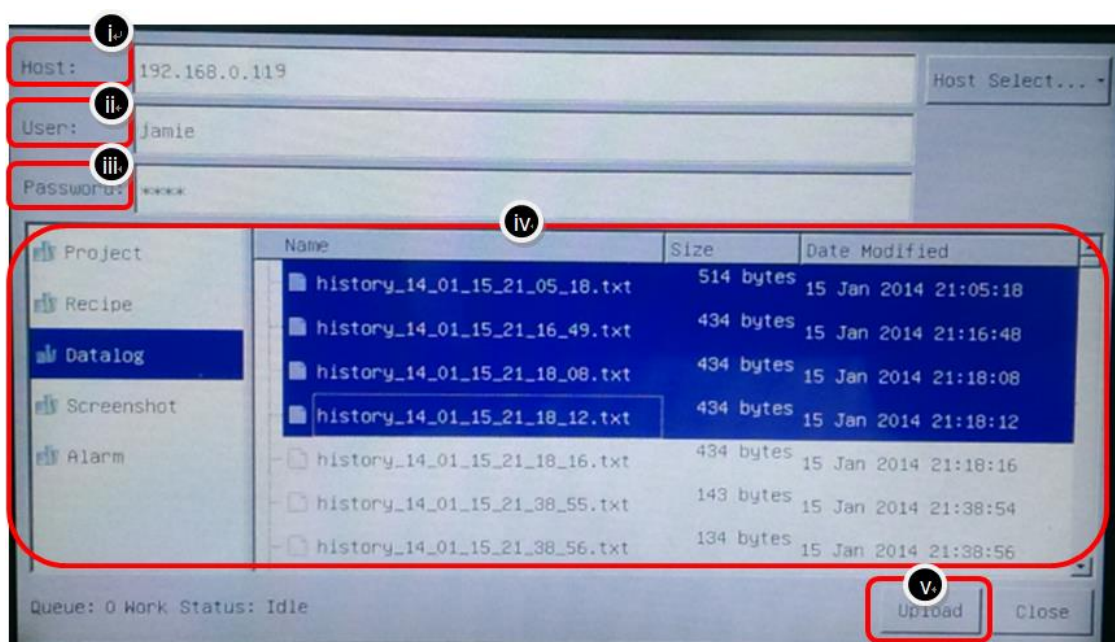 i
Host: 192.168.0.119 Host Select...
ii
User: jamie
iii
Password: ****
iv
Project
Recipe
Datalog
Screenshot
Alarm
Name Size Date Modified
history_14_01_15_21_05_18.txt 514 bytes 15 Jan 2014 21:05:18
history_14_01_15_21_16_49.txt 434 bytes 15 Jan 2014 21:16:48
history_14_01_15_21_18_08.txt 434 bytes 15 Jan 2014 21:18:08
history_14_01_15_21_18_12.txt 434 bytes 15 Jan 2014 21:18:12
history_14_01_15_21_18_16.txt 434 bytes 15 Jan 2014 21:18:16
history_14_01_15_21_38_55.txt 143 bytes 15 Jan 2014 21:38:54
history_14_01_15_21_38_56.txt 134 bytes 15 Jan 2014 21:38:56
v
Queue: 0 Work Status: Idle Upload Close